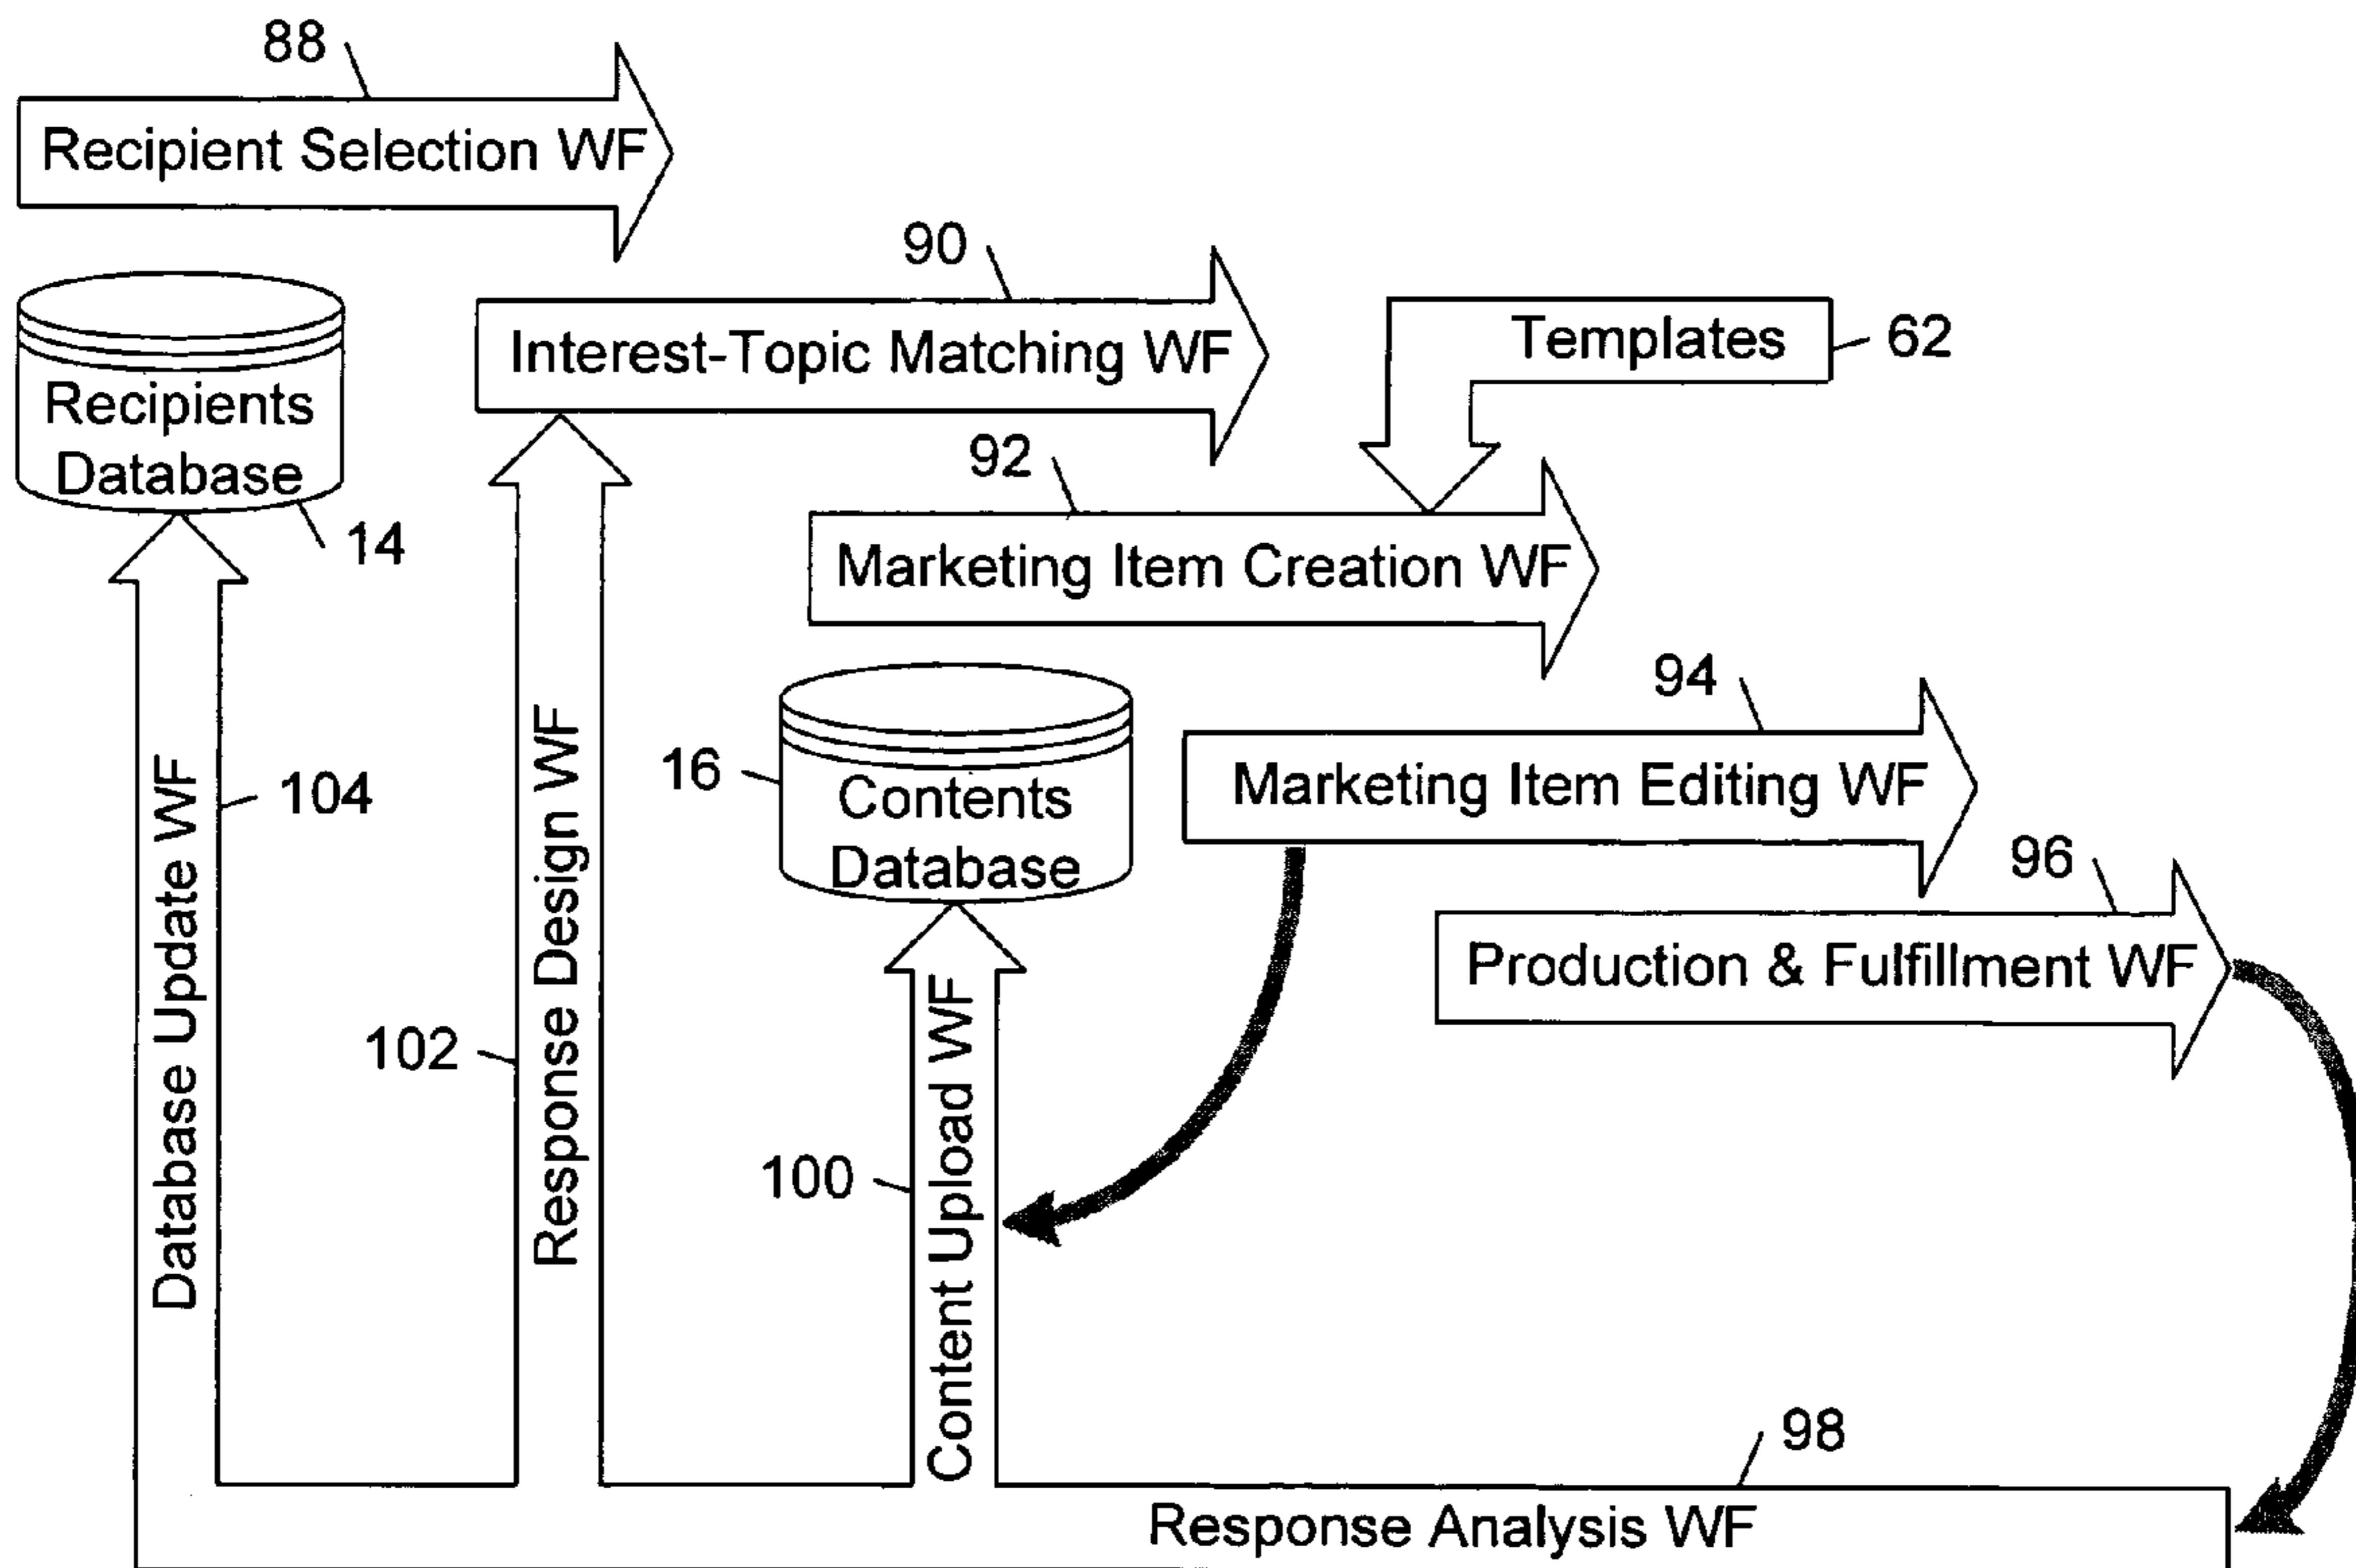 88
Recipient Selection WF
90
Interest-Topic Matching WF
Templates
62
Recipients
Database
14
92
Marketing Item Creation WF
94
Marketing Item Editing WF
16
Contents
Database
96
Production & Fulfillment WF
Database Update WF
104
Response Design WF
102
Content Upload WF
100
98
Response Analysis WF